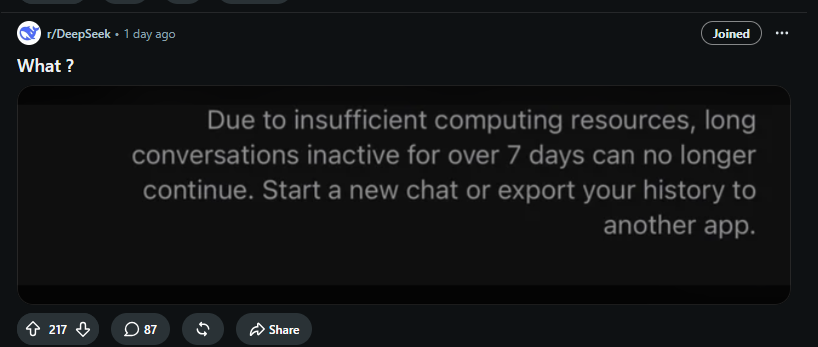 r/DeepSeek • 1 day ago
Joined
What ?
Due to insufficient computing resources, long
conversations inactive for over 7 days can no longer
continue. Start a new chat or export your history to
another app.
217
87
Share